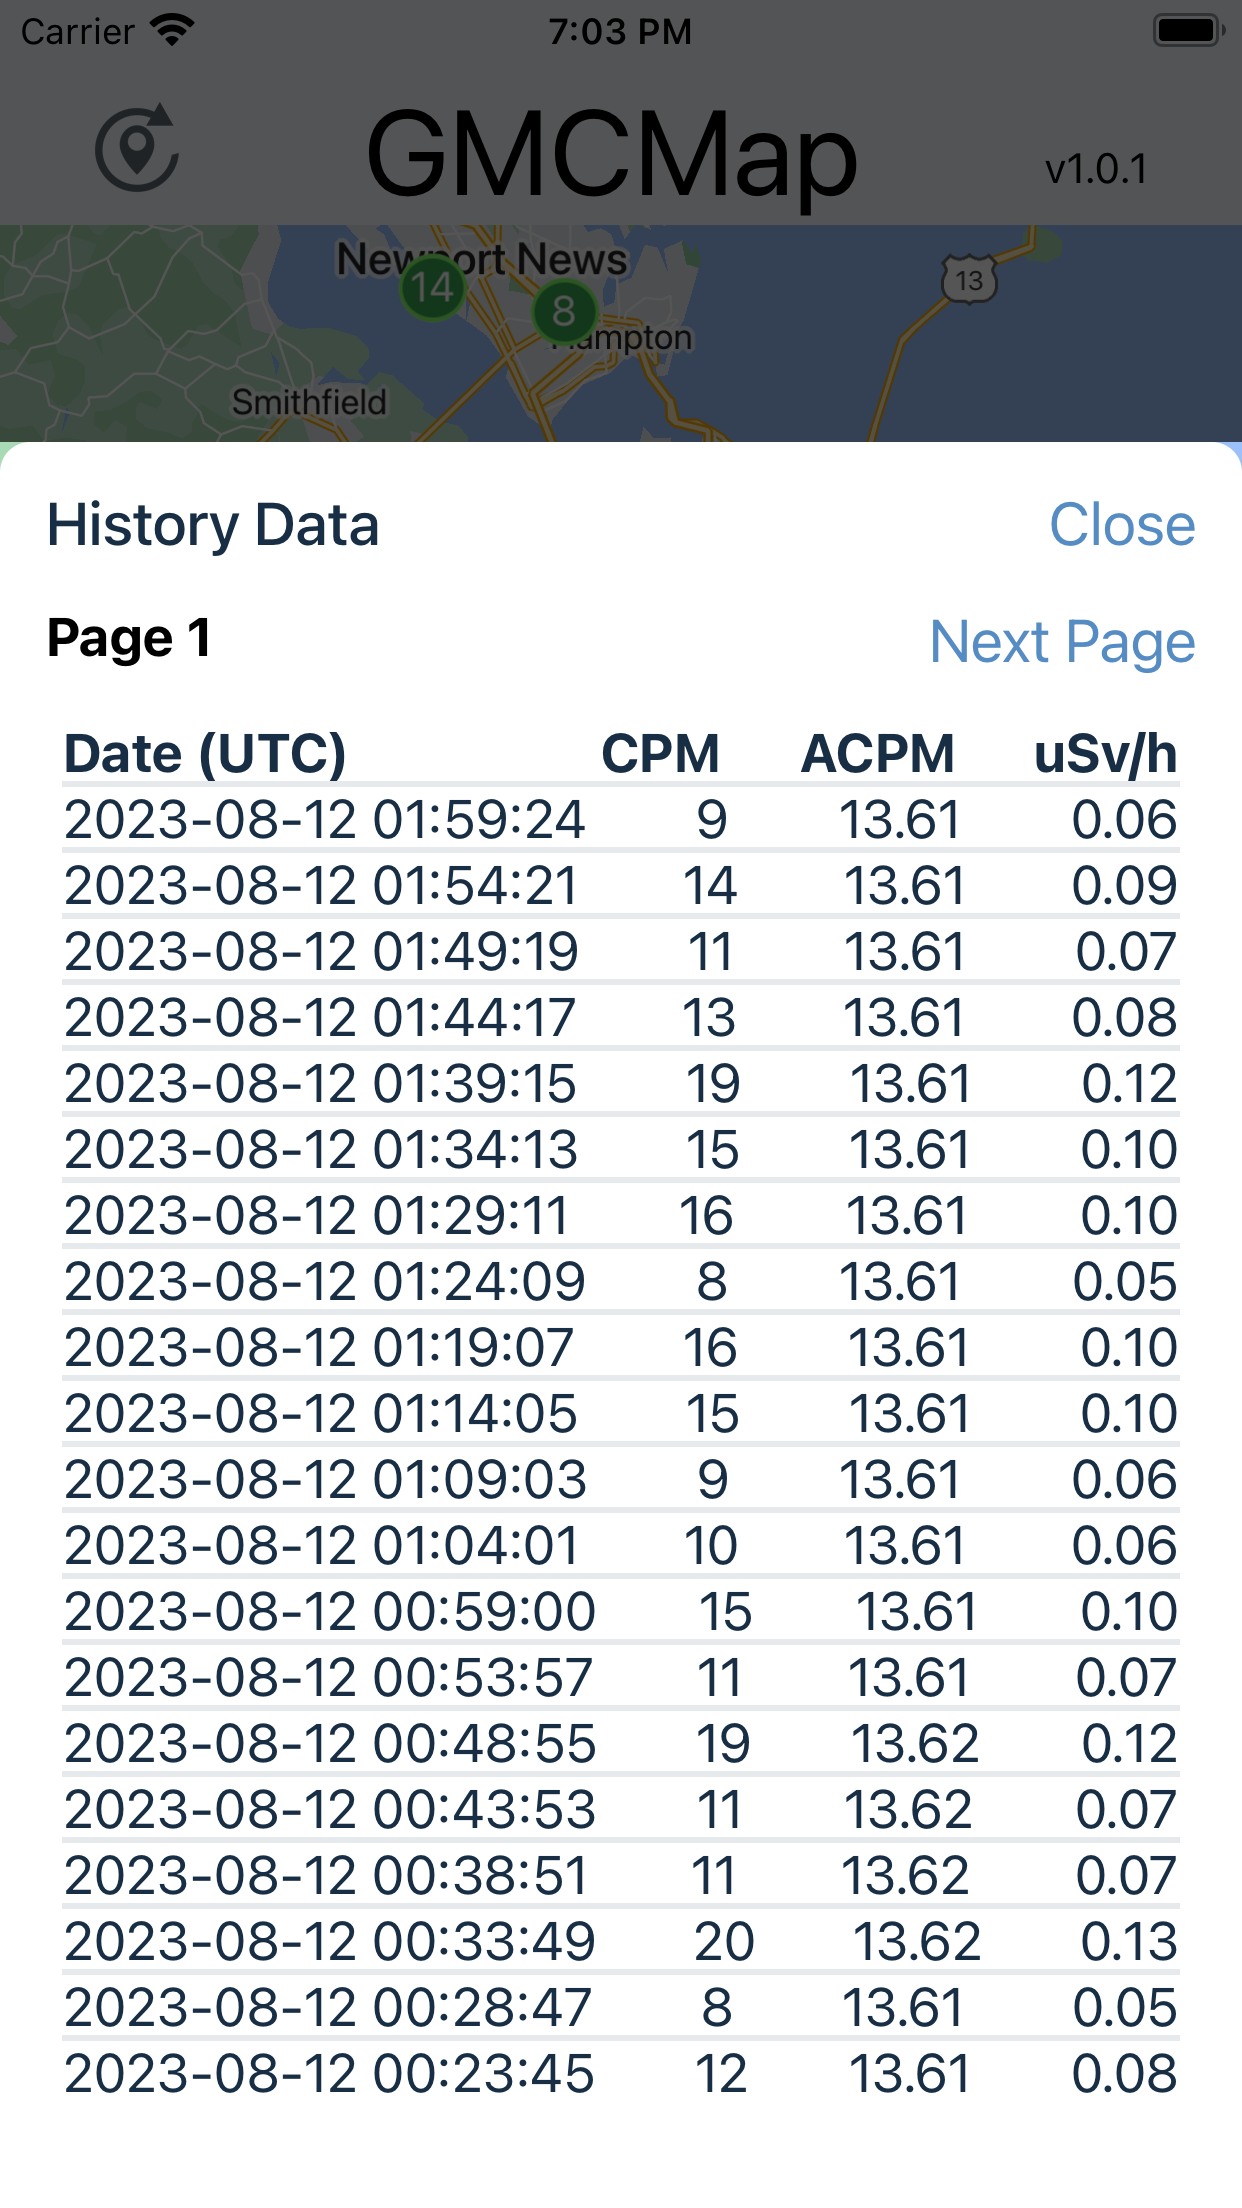 Carrier 7:03 PM
GMCMap v1.0.1
Newport News
14
8
13
Hampton
Smithfield
History Data Close
Page 1 Next Page
Date (UTC) CPM ACPM uSv/h
2023-08-12 01:59:24 9 13.61 0.06
2023-08-12 01:54:21 14 13.61 0.09
2023-08-12 01:49:19 11 13.61 0.07
2023-08-12 01:44:17 13 13.61 0.08
2023-08-12 01:39:15 19 13.61 0.12
2023-08-12 01:34:13 15 13.61 0.10
2023-08-12 01:29:11 16 13.61 0.10
2023-08-12 01:24:09 8 13.61 0.05
2023-08-12 01:19:07 16 13.61 0.10
2023-08-12 01:14:05 15 13.61 0.10
2023-08-12 01:09:03 9 13.61 0.06
2023-08-12 01:04:01 10 13.61 0.06
2023-08-12 00:59:00 15 13.61 0.10
2023-08-12 00:53:57 11 13.61 0.07
2023-08-12 00:48:55 19 13.62 0.12
2023-08-12 00:43:53 11 13.62 0.07
2023-08-12 00:38:51 11 13.62 0.07
2023-08-12 00:33:49 20 13.62 0.13
2023-08-12 00:28:47 8 13.61 0.05
2023-08-12 00:23:45 12 13.61 0.08